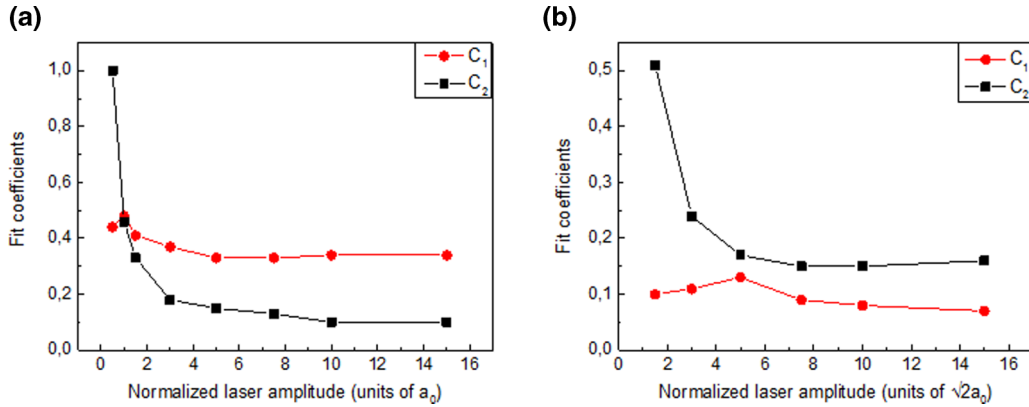 (a)
C1
C2
1,0
0,8
0,6
0,4
0,2
0,0
Fit coefficients
0 2 4 6 8 10 12 14 16
Normalized laser amplitude (units of a0)
(b)
C1
C2
0,5
0,4
0,3
0,2
0,1
0,0
Fit coefficients
0 2 4 6 8 10 12 14 16
Normalized laser amplitude (units of √2a0)